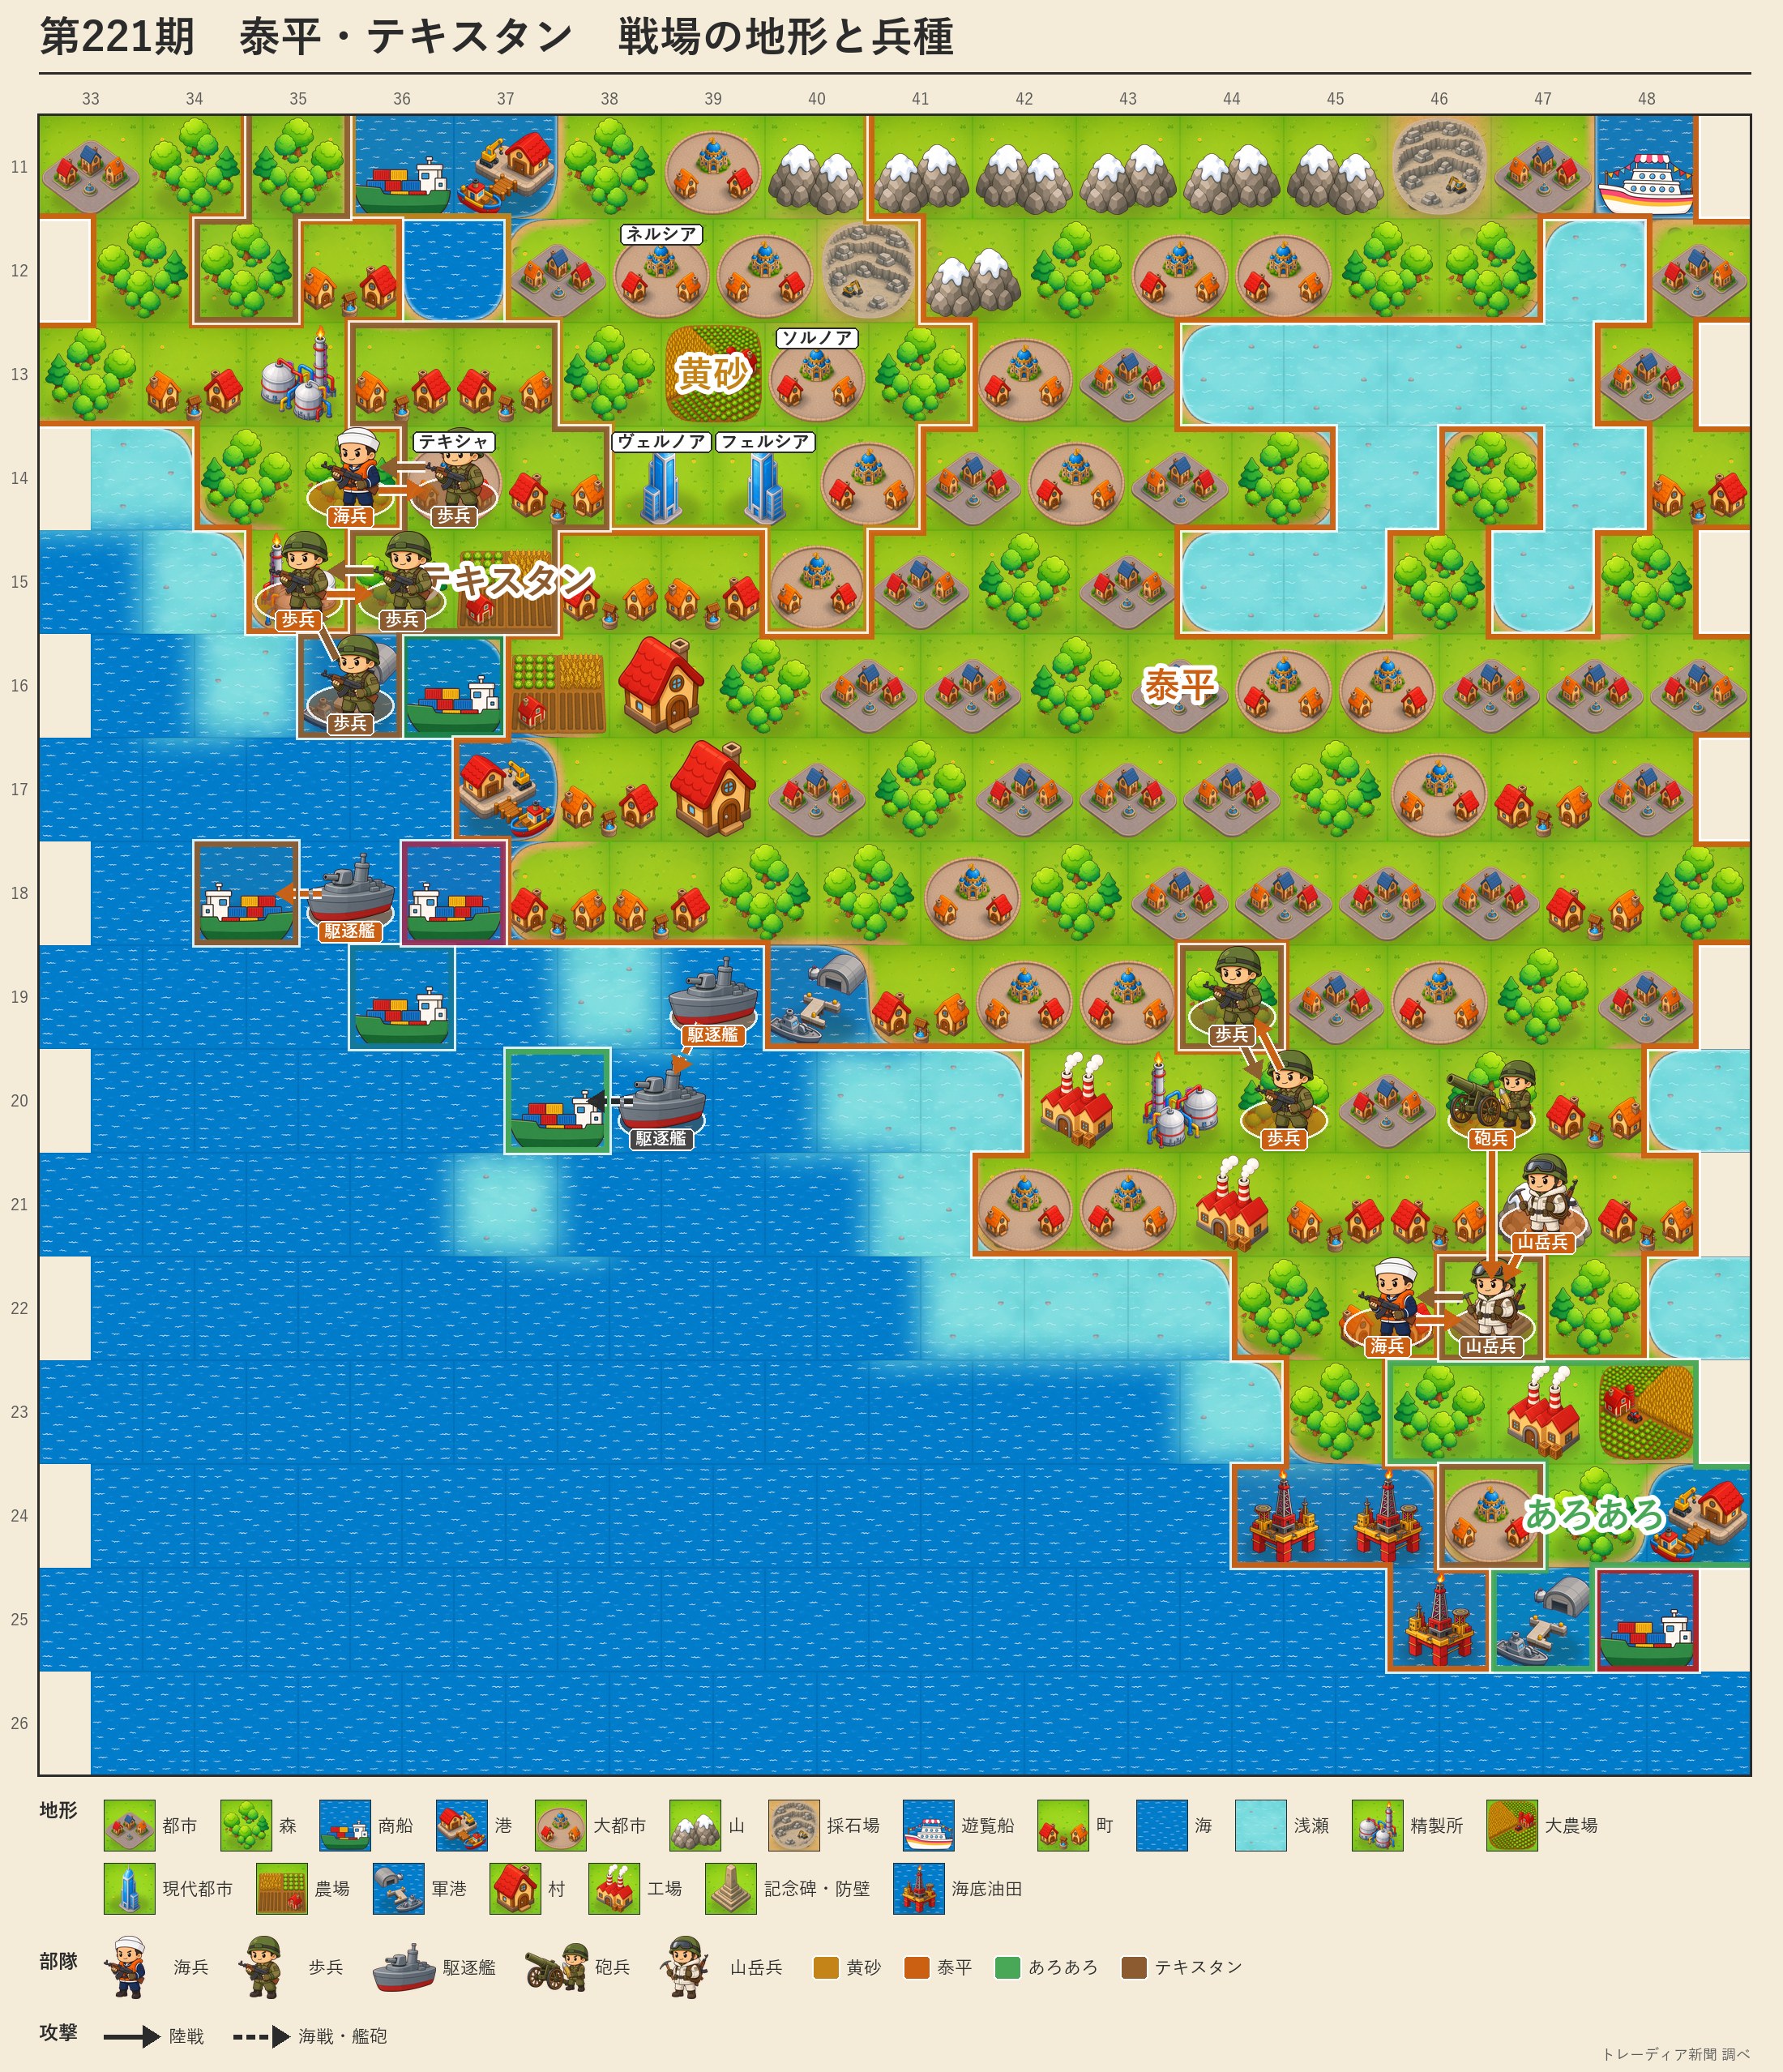 第221期 泰平・テキスタン 戦場の地形と兵種
33 34 35 36 37 38 39 40 41 42 43 44 45 46 47 48
11
12
ネルシア
13
黄砂
ソルノア
14
テキシャ
ヴェルノア
フェルシア
海兵
歩兵
15
テキスタン
歩兵
歩兵
16
泰平
歩兵
17
18
駆逐艦
19
駆逐艦
歩兵
20
駆逐艦
歩兵
砲兵
21
山岳兵
22
海兵
山岳兵
23
24
あろあろ
25
26
地形 都市 森 商船 港 大都市 山 採石場 遊覧船 町 海 浅瀬 精製所 大農場
現代都市 農場 軍港 村 工場 記念碑・防壁 海底油田
部隊 海兵 歩兵 駆逐艦 砲兵 山岳兵 黄砂 泰平 あろあろ テキスタン
攻撃 陸戦 海戦・艦砲
トレーディア新聞 調べ